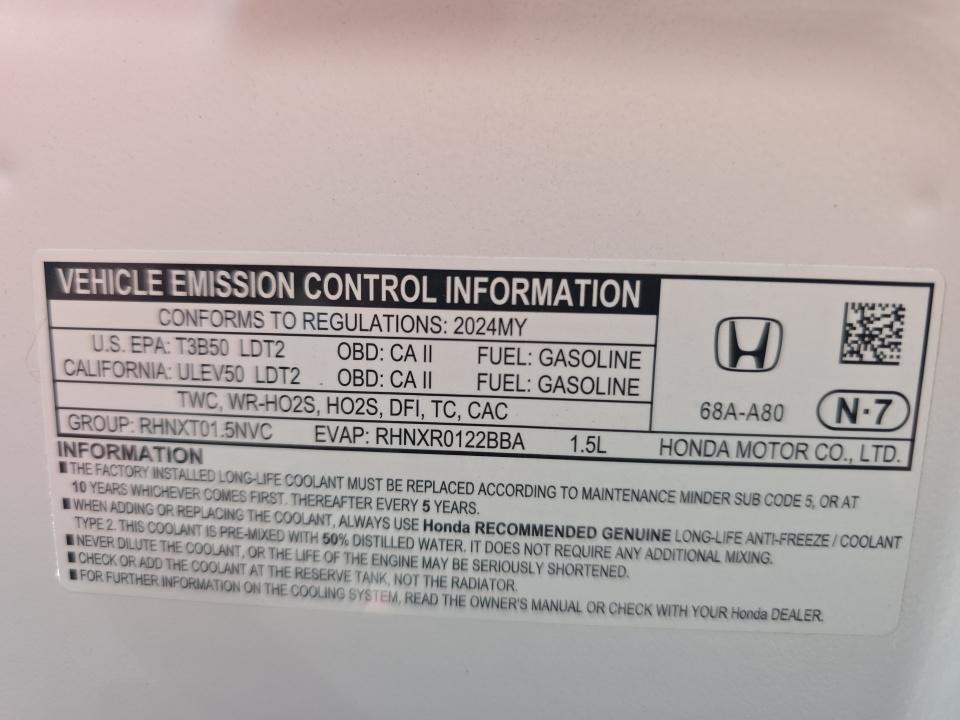 VEHICLE EMISSION CONTROL INFORMATION
CONFORMS TO REGULATIONS: 2024MY
U.S. EPA: T3B50 LDT2 OBD: CA II FUEL: GASOLINE
CALIFORNIA: ULEV50 LDT2 OBD: CA II FUEL: GASOLINE
TWC, WR-HO2S, HO2S, DFI, TC, CAC
68A-A80 N·7
GROUP: RHNXT01.5NVC EVAP: RHNXR0122BBA 1.5L HONDA MOTOR CO., LTD.
INFORMATION
THE FACTORY INSTALLED LONG-LIFE COOLANT MUST BE REPLACED ACCORDING TO MAINTENANCE MINDER SUB CODE 5, OR AT
10 YEARS WHICHEVER COMES FIRST. THEREAFTER EVERY 5 YEARS.
WHEN ADDING OR REPLACING THE COOLANT, ALWAYS USE Honda RECOMMENDED GENUINE LONG-LIFE ANTI-FREEZE / COOLANT
TYPE 2. THIS COOLANT IS PRE-MIXED WITH 50% DISTILLED WATER. IT DOES NOT REQUIRE ANY ADDITIONAL MIXING.
NEVER DILUTE THE COOLANT, OR THE LIFE OF THE ENGINE MAY BE SERIOUSLY SHORTENED.
CHECK OR ADD THE COOLANT AT THE RESERVE TANK, NOT THE RADIATOR.
FOR FURTHER INFORMATION ON THE COOLING SYSTEM, READ THE OWNER'S MANUAL OR CHECK WITH YOUR Honda DEALER.